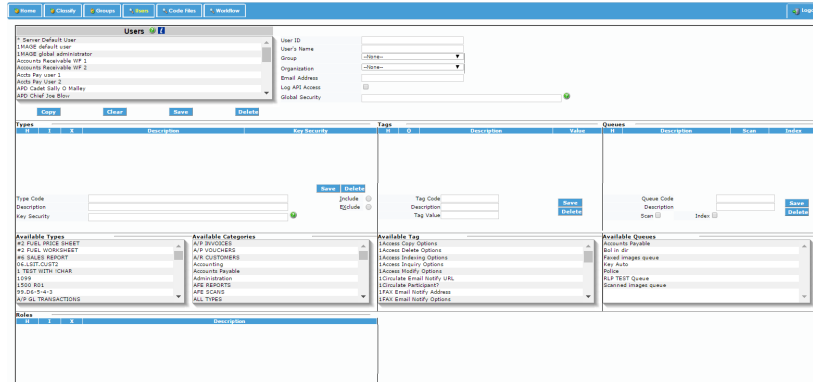 Home Classify Groups Users Code Files Workflow
Users
* Server Default User
1MAGE default user
1MAGE global administrator
Accounts Receivable WF 1
Accounts Receivable WF 2
Accts Pay user 1
Accts Pay User 2
APD Cadet Sally O Malley
APD Chief Joe Blow
User ID
User's Name
Group --None--
Organization --None--
Email Address
Log API Access
Global Security
Copy Clear Save Delete
Types
H I X Description Key Security
Save Delete
Type Code Include
Description Exclude
Key Security
Tags
H O Description Value
Tag Code
Description
Tag Value
Save
Delete
Queues
H Description Scan Index
Queue Code
Description
Scan Index
Save
Delete
Available Types
#2 FUEL PRICE SHEET
#2 FUEL WORKSHEET
#6 SALES REPORT
06.LSIT.CUST2
1 TEST WITH !CHAR
1099
1500 R01
99.D6-5-4-3
A/P GL TRANSACTIONS
Available Categories
A/P INVOICES
A/P VOUCHERS
A/R CUSTOMERS
Accounting
Accounts Payable
Administration
AFE REPORTS
AFE SCANS
ALL TYPES
Available Tag
1Access Copy Options
1Access Delete Options
1Access Indexing Options
1Access Inquiry Options
1Access Modify Options
1Circulate Email Notify URL
1Circulate Participant?
1FAX Email Notify Address
1FAX Email Notify Options
Available Queues
Accounts Payable
Bol in dir
Faxed images queue
Key Auto
Police
RLP TEST Queue
Scanned images queue
Roles
H I X Description